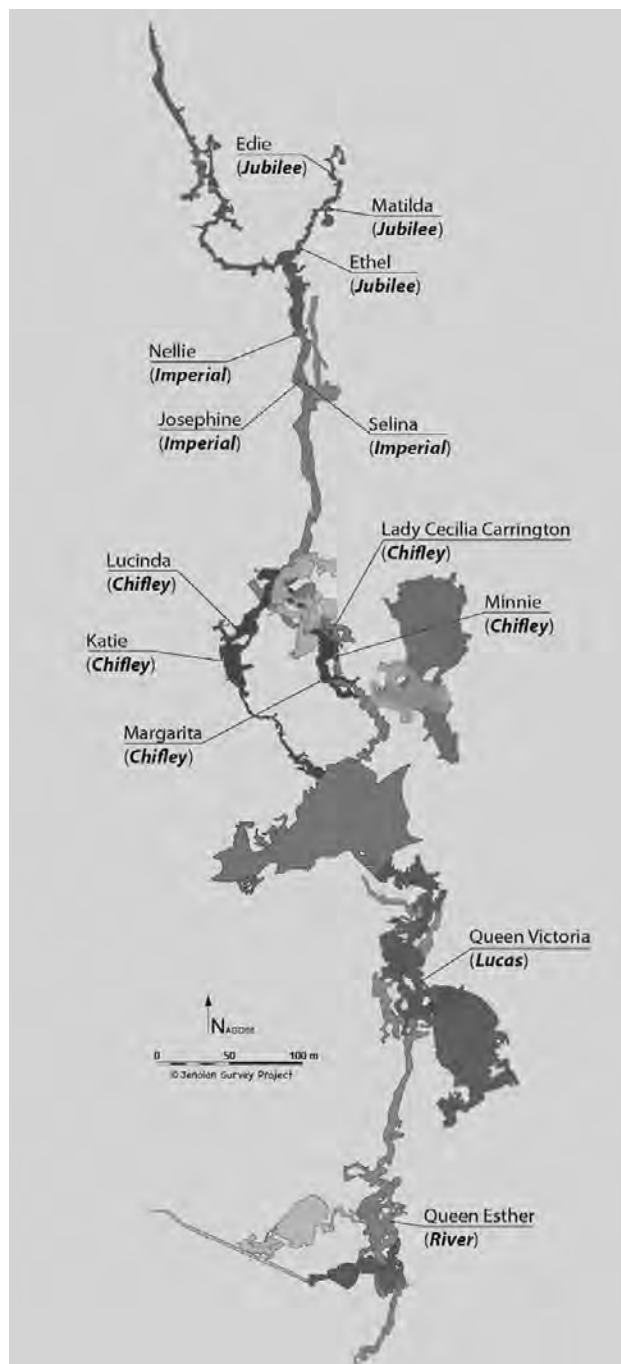 Edie
(Jubilee)
Matilda
(Jubilee)
Ethel
(Jubilee)
Nellie
(Imperial)
Josephine
(Imperial)
Selina
(Imperial)
Lady Cecilia Carrington
(Chifley)
Lucinda
(Chifley)
Minnie
(Chifley)
Katie
(Chifley)
Margarita
(Chifley)
Queen Victoria
(Lucas)
N AGD66
0 50 100 m
© Jenolan Survey Project
Queen Esther
(River)